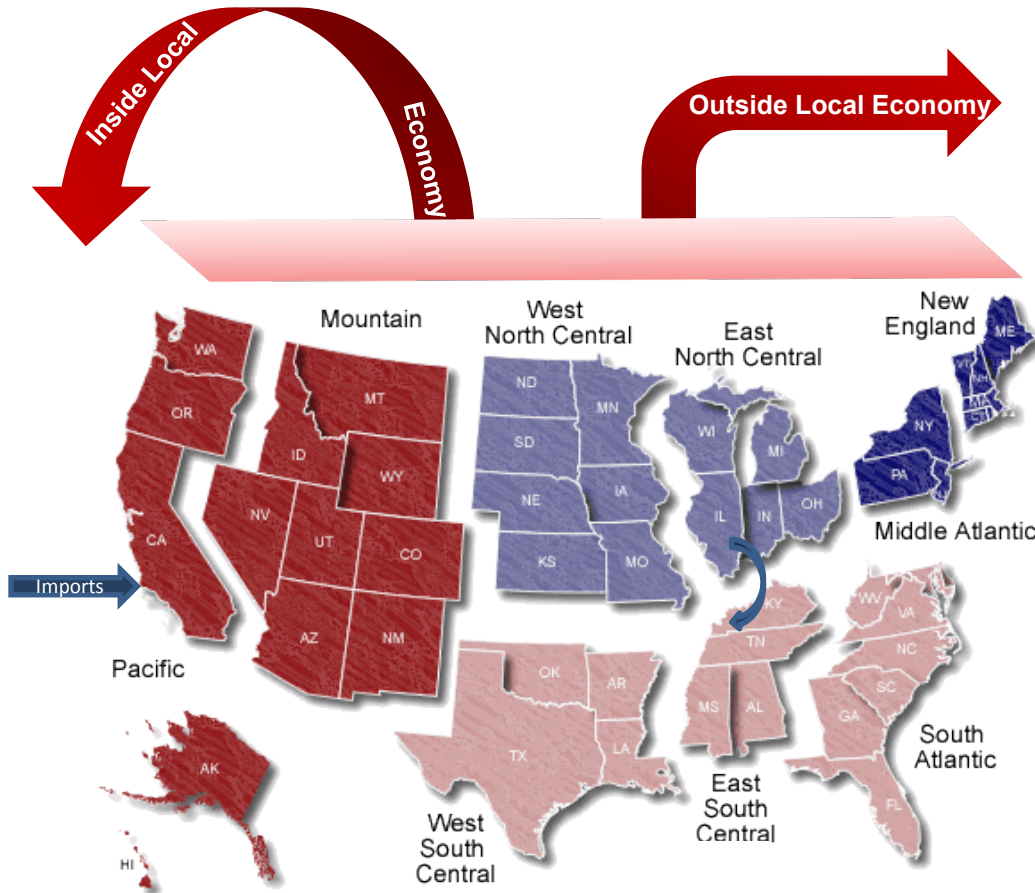 Inside Local
Economy
Outside Local Economy
New
England
West
North Central
Mountain
East
North Central
ME
WA
VT
NH
ND
MN
MT
MA
OR
WI
CT
NY
SD
MI
ID
WY
PA
NE
IA
OH
NV
IL
IN
UT
CO
CA
Middle Atlantic
KS
MO
Imports
KY
WV
VA
AZ
NM
TN
NC
Pacific
OK
AR
SC
MS
AL
GA
South
Atlantic
TX
LA
AK
East
South
Central
FL
West
South
Central
HI